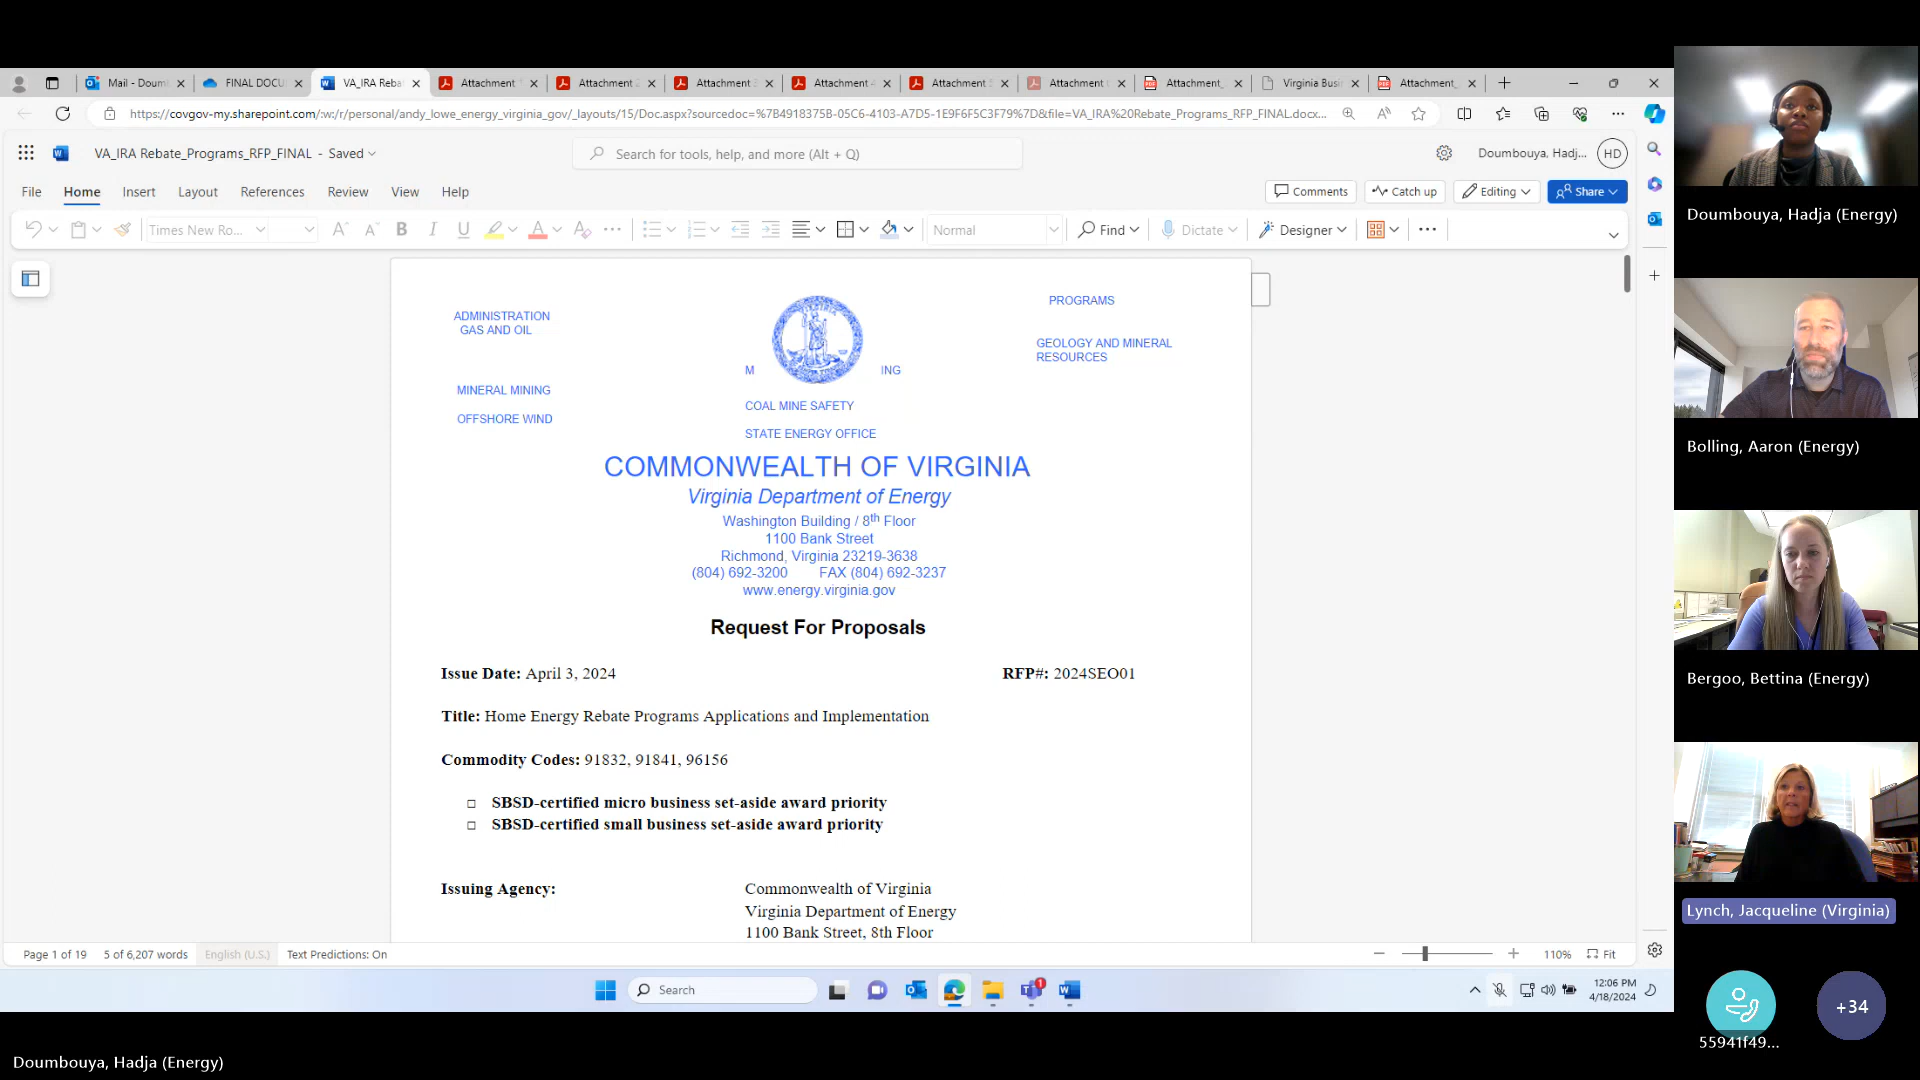 Mail - Doum
FINAL DOCU
VA_IRA Reba
Attachment
Attachment
Attachment
Attachment
Attachment
Attachment
Attachment_
Virginia Busi
Attachment_
https://covgov-my.sharepoint.com/:w:/r/personal/andy_lowe_energy_virginia_gov/_layouts/15/Doc.aspx?sourcedoc=%7B4918375B-05C6-4103-A7D5-1E9F6F5C3F79%7D&file=VA_IRA%20Rebate_Programs_RFP_FINAL.docx...
VA_IRA Rebate_Programs_RFP_FINAL - Saved
Search for tools, help, and more (Alt + Q)
Doumbouya, Hadj...
HD
File Home Insert Layout References Review View Help
Comments Catch up Editing Share
Times New Ro...
Normal
Find
Dictate
Designer
ADMINISTRATION
GAS AND OIL
PROGRAMS
GEOLOGY AND MINERAL
RESOURCES
M ING
MINERAL MINING
COAL MINE SAFETY
OFFSHORE WIND
STATE ENERGY OFFICE
COMMONWEALTH OF VIRGINIA
Virginia Department of Energy
Washington Building / 8th Floor
1100 Bank Street
Richmond, Virginia 23219-3638
(804) 692-3200 FAX (804) 692-3237
www.energy.virginia.gov
Request For Proposals
Issue Date: April 3, 2024 RFP#: 2024SEO01
Title: Home Energy Rebate Programs Applications and Implementation
Commodity Codes: 91832, 91841, 96156
□ SBSD-certified micro business set-aside award priority
□ SBSD-certified small business set-aside award priority
Issuing Agency: Commonwealth of Virginia
Virginia Department of Energy
1100 Bank Street, 8th Floor
Page 1 of 19 5 of 6,207 words English (U.S.) Text Predictions: On
110% Fit
Search
1
12:06 PM
4/18/2024
Doumbouya, Hadja (Energy)
Bolling, Aaron (Energy)
Bergoo, Bettina (Energy)
Lynch, Jacqueline (Virginia)
55941f49...
+34
Doumbouya, Hadja (Energy)